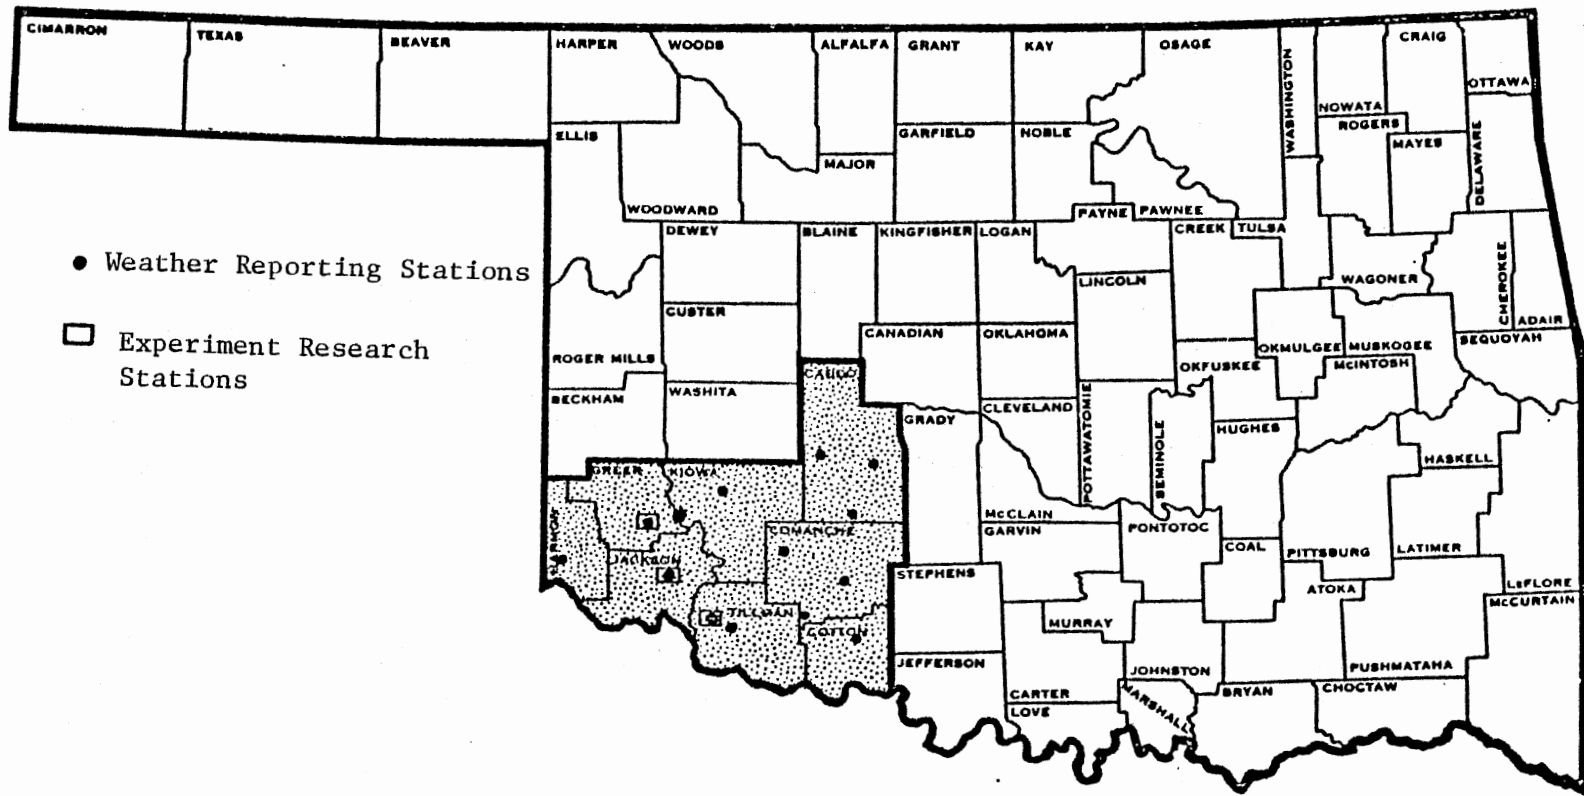 CIMARRON
TEXAS
BEAVER
HARPER
WOODS
ALFALFA
GRANT
KAY
OSAGE
WASHINGTON
NOWATA
CRAIG
OTTAWA
ELLIS
WOODWARD
MAJOR
GARFIELD
NOBLE
PAYNE
PAWNEE
ROGERS
MAYES
DELAWARE
DEWEY
BLAINE
KINGFISHER
LOGAN
CREEK
TULSA
LINCOLN
WAGONER
CHEROKEE
ADAIR
● Weather Reporting Stations
Experiment Research
Stations
ROGER MILLS
CUSTER
CANADIAN
OKLAHOMA
OKFUSKEE
OKMULGEE
MUSKOGEE
McINTOSH
SEQUOYAH
BECKHAM
WASHITA
CADDO
GRADY
CLEVELAND
POTTAWATOMIE
SEMINOLE
HUGHES
HASKELL
GREER
KIOWA
HARMON
JACKSON
COMANCHE
McCLAIN
GARVIN
PONTOTOC
COAL
PITTSBURG
LATIMER
LeFLORE
TILLMAN
COTTON
STEPHENS
MURRAY
ATOKA
McCURTAIN
JEFFERSON
CARTER
LOVE
JOHNSTON
MARSHALL
BRYAN
PUSHMATAHA
CHOCTAW